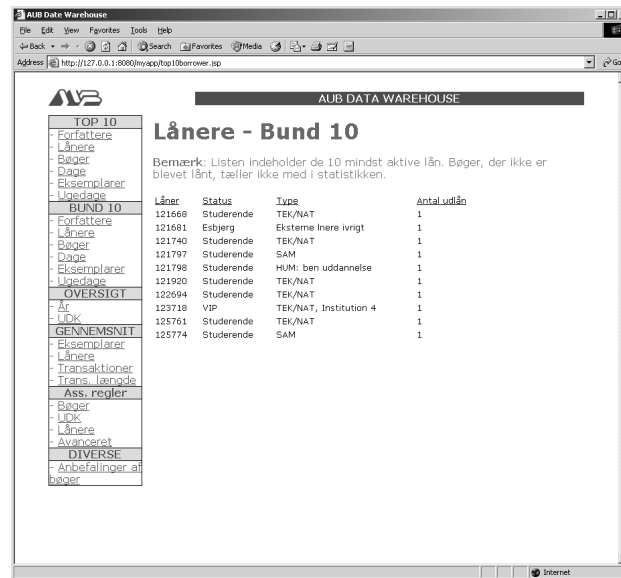 AUB Date Warehouse
File Edit View Favorites Tools Help
Back Search Favorites Media
Address http://127.0.0.1:8080/myapp/top10borrower.jsp Go
AUB
AUB DATA WAREHOUSE
TOP 10
- Forfattere
- Lånere
- Bøger
- Dage
- Eksemplarer
- Ugedage
BUND 10
- Forfattere
- Lånere
- Bøger
- Dage
- Eksemplarer
- Ugedage
OVERSIGT
- År
- UDK
GENNEMSNIT
- Eksemplarer
- Lånere
- Transaktioner
- Trans. længde
Ass. regler
- Bøger
- UDK
- Lånere
- Avanceret
DIVERSE
- Anbefalinger af
bøger
Lånere - Bund 10
Bemærk: Listen indeholder de 10 mindst aktive lån. Bøger, der ikke er
blevet lånt, tæller ikke med i statistikken.
Låner Status Type Antal udlån
121668 Studerende TEK/NAT 1
121681 Esbjerg Eksterne lnere ivrigt 1
121740 Studerende TEK/NAT 1
121797 Studerende SAM 1
121798 Studerende HUM: ben uddannelse 1
121920 Studerende TEK/NAT 1
122694 Studerende TEK/NAT 1
123718 VIP TEK/NAT, Institution 4 1
125761 Studerende TEK/NAT 1
125774 Studerende SAM 1
Internet